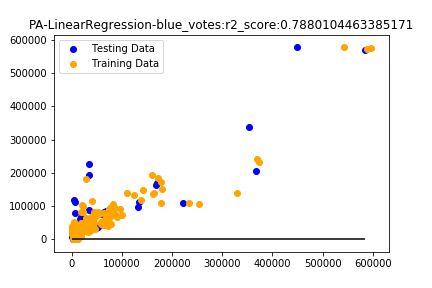 PA-LinearRegression-blue_votes:r2_score:0.7880104463385171
Testing Data
Training Data
600000
500000
400000
300000
200000
100000
0
0 100000 200000 300000 400000 500000 600000